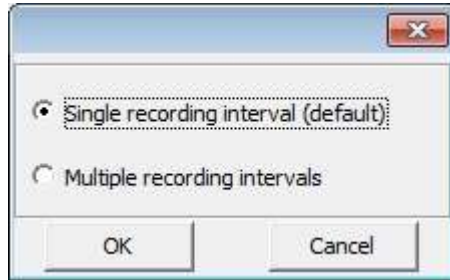 Single recording interval (default)
Multiple recording intervals
OK Cancel